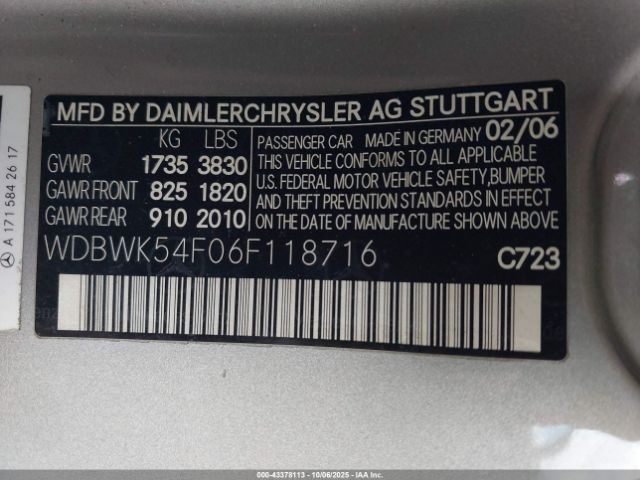 MFD BY DAIMLERCHRYSLER AG STUTTGART
KG LBS
GVWR 1735 3830
GAWR FRONT 825 1820
GAWR REAR 910 2010
PASSENGER CAR MADE IN GERMANY 02/06
THIS VEHICLE CONFORMS TO ALL APPLICABLE
U.S. FEDERAL MOTOR VEHICLE SAFETY, BUMPER
AND THEFT PREVENTION STANDARDS IN EFFECT
ON THE DATE OF MANUFACTURE SHOWN ABOVE.
WDBWK54F06F118716
C723
A 171 584 26 17
000-43378113 - 10/06/2025 - IAAI.COM